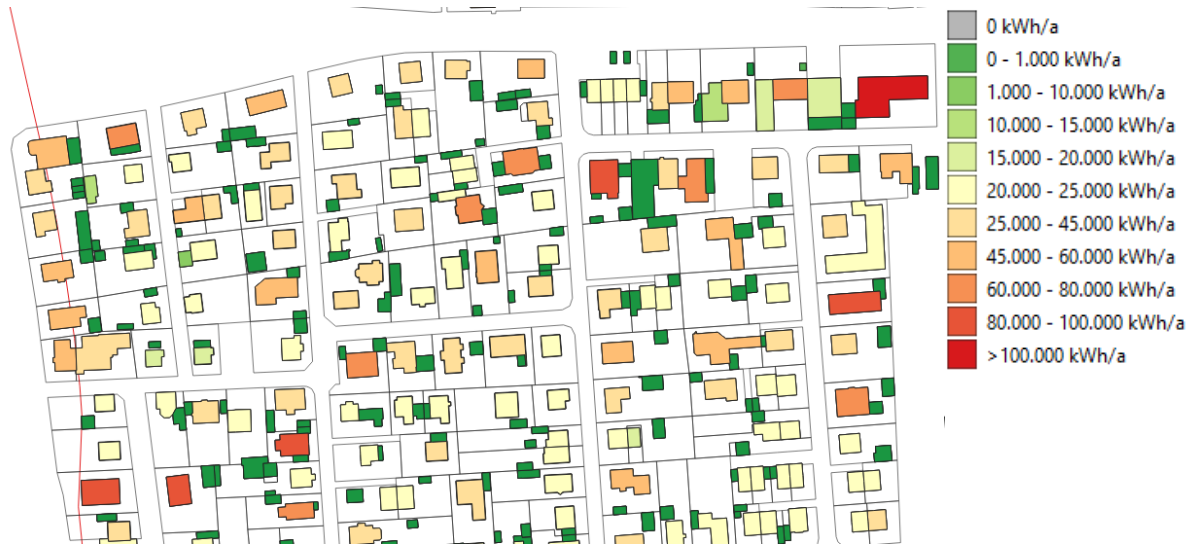 0 kWh/a
0 - 1.000 kWh/a
1.000 - 10.000 kWh/a
10.000 - 15.000 kWh/a
15.000 - 20.000 kWh/a
20.000 - 25.000 kWh/a
25.000 - 45.000 kWh/a
45.000 - 60.000 kWh/a
60.000 - 80.000 kWh/a
80.000 - 100.000 kWh/a
>100.000 kWh/a